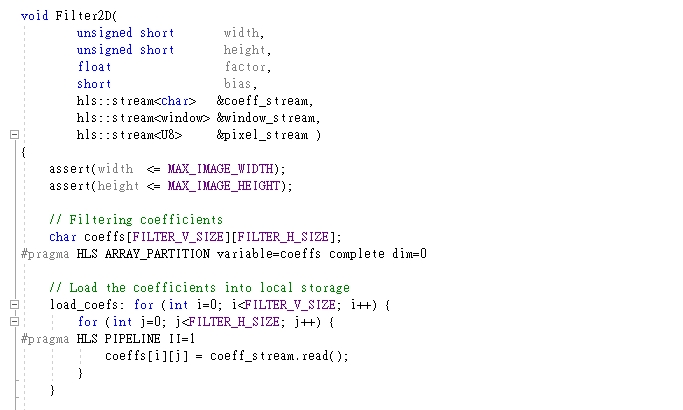 void Filter2D(
        unsigned short       width,
        unsigned short       height,
        float                factor,
        short                bias,
        hls::stream<char>   &coeff_stream,
        hls::stream<window> &window_stream,
        hls::stream<U8>     &pixel_stream )
{
    assert(width  <= MAX_IMAGE_WIDTH);
    assert(height <= MAX_IMAGE_HEIGHT);

    // Filtering coefficients
    char coeffs[FILTER_V_SIZE][FILTER_H_SIZE];
#pragma HLS ARRAY_PARTITION variable=coeffs complete dim=0

    // Load the coefficients into local storage
    load_coefs: for (int i=0; i<FILTER_V_SIZE; i++) {
        for (int j=0; j<FILTER_H_SIZE; j++) {
#pragma HLS PIPELINE II=1
            coeffs[i][j] = coeff_stream.read();
        }
    }